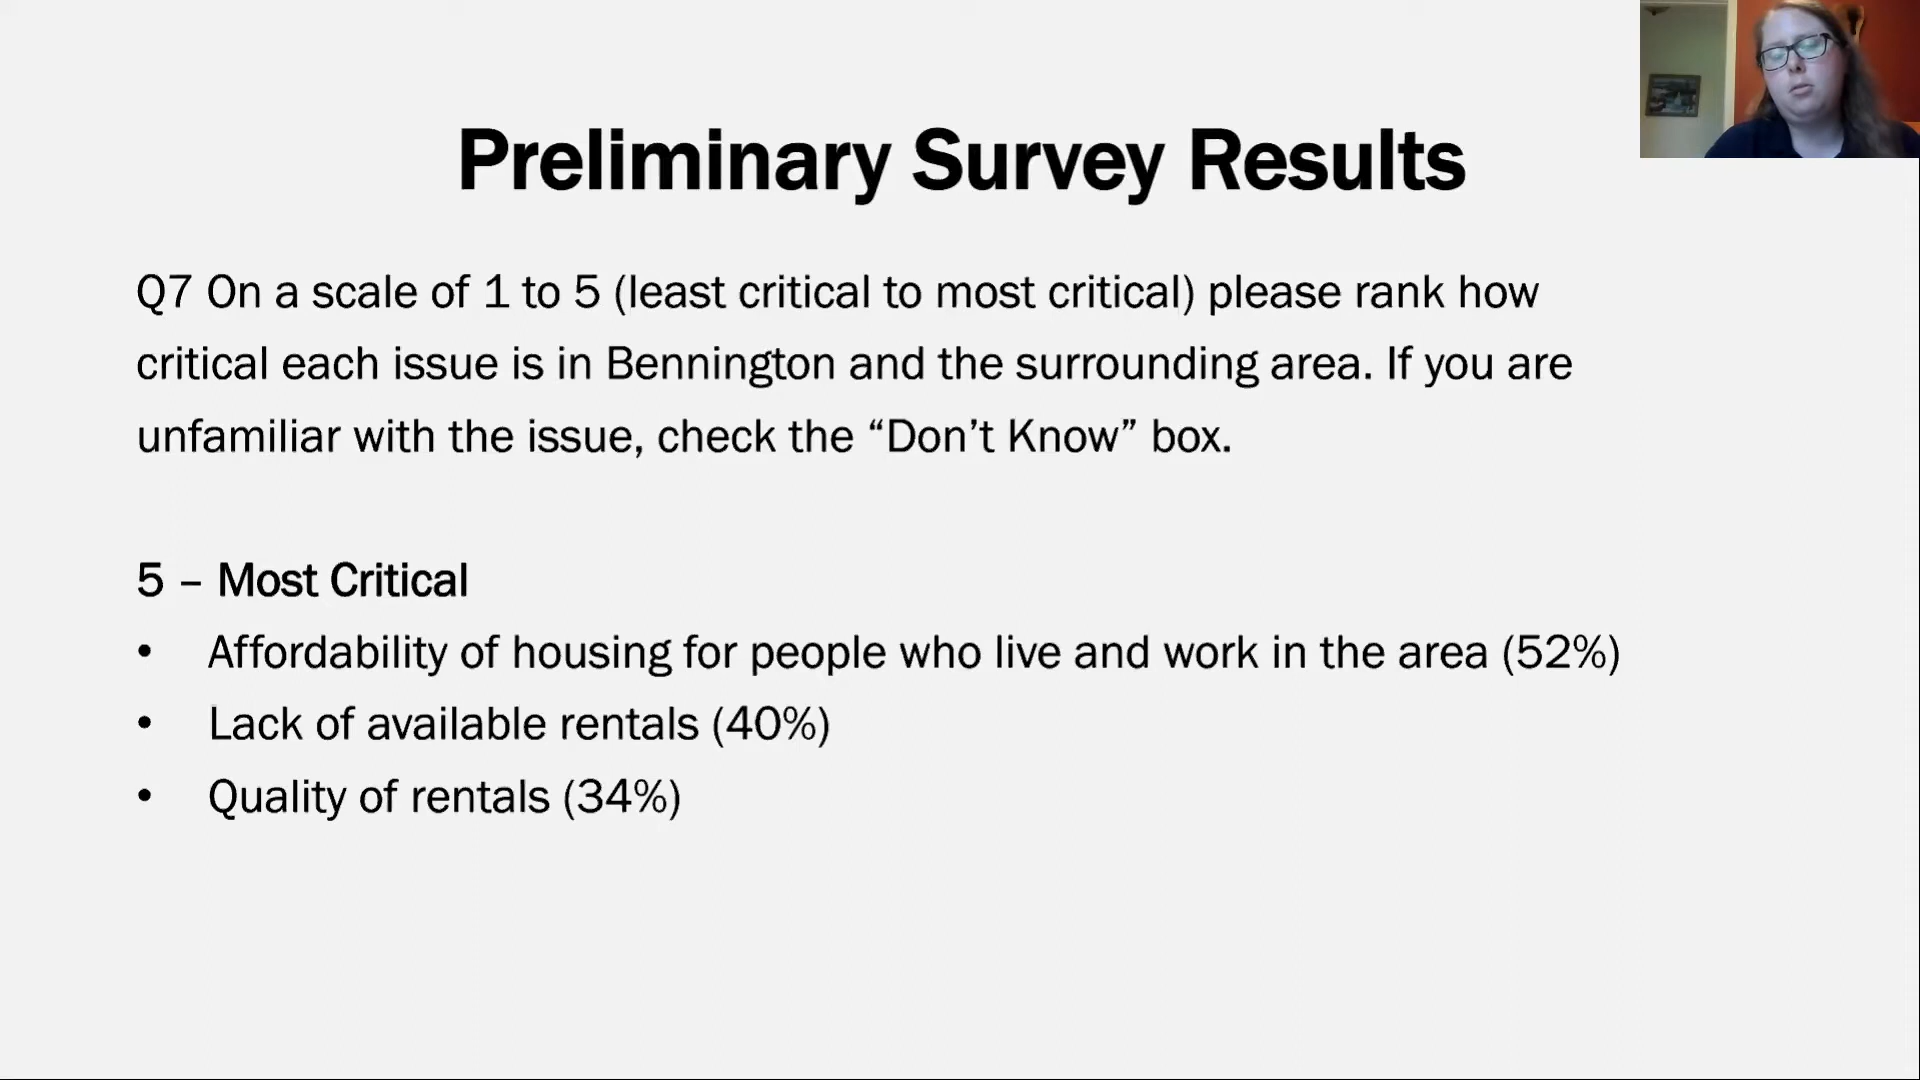 Preliminary Survey Results
Q7 On a scale of 1 to 5 (least critical to most critical) please rank how
critical each issue is in Bennington and the surrounding area. If you are
unfamiliar with the issue, check the “Don’t Know” box.
5 – Most Critical
• Affordability of housing for people who live and work in the area (52%)
• Lack of available rentals (40%)
• Quality of rentals (34%)